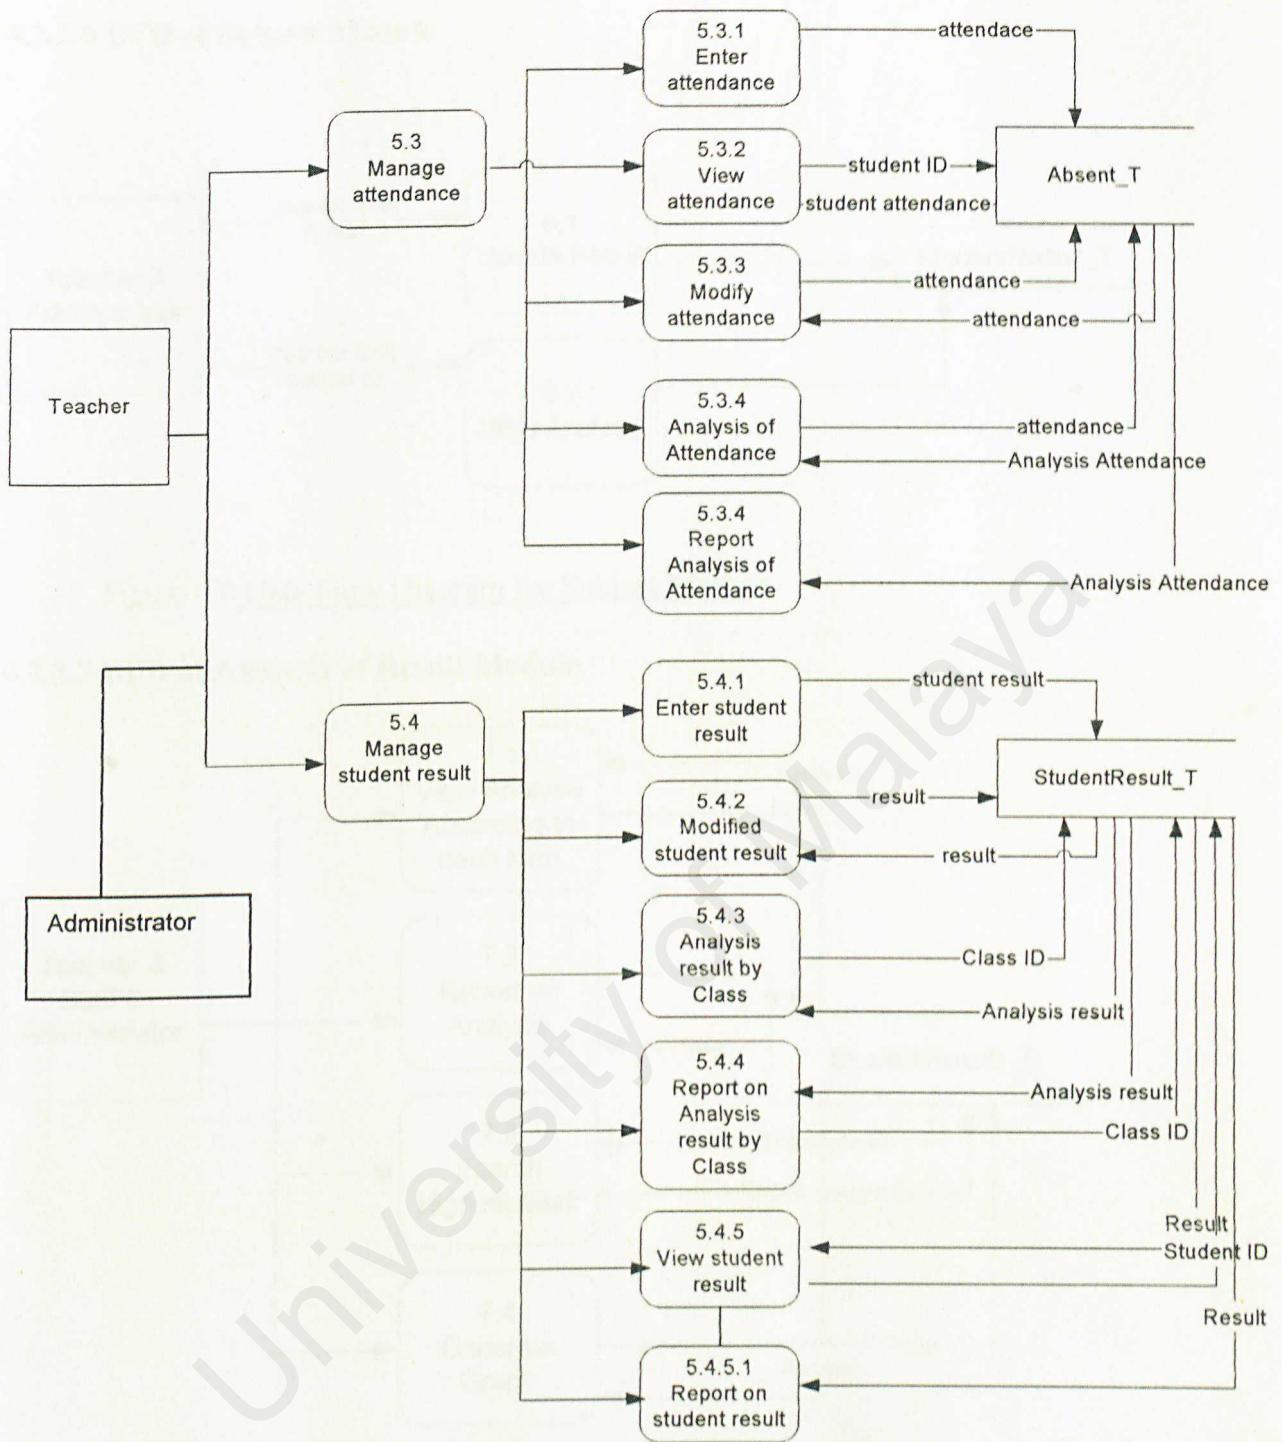 5.3.1
Enter
attendance
attendace
5.3
Manage
attendance
5.3.2
View
attendance
student ID
student attendance
Absent_T
5.3.3
Modify
attendance
attendance
attendance
Teacher
5.3.4
Analysis of
Attendance
attendance
Analysis Attendance
5.3.4
Report
Analysis of
Attendance
Analysis Attendance
5.4.1
Enter student
result
student result
5.4
Manage
student result
StudentResult_T
5.4.2
Modified
student result
result
result
Administrator
5.4.3
Analysis
result by
Class
Class ID
Analysis result
5.4.4
Report on
Analysis
result by
Class
Analysis result
Class ID
5.4.5
View student
result
Result
Student ID
Result
5.4.5.1
Report on
student result
University of Malaya